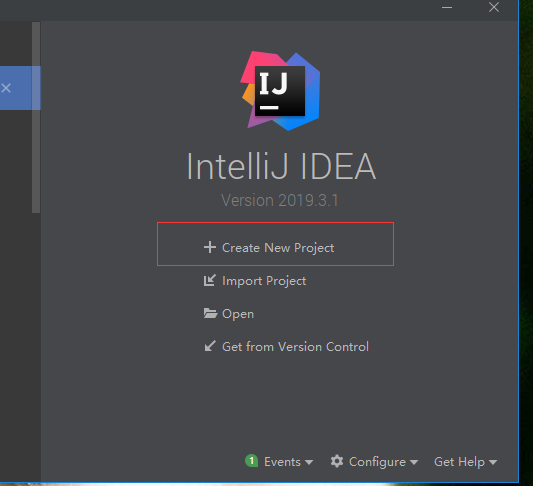 IJ
IntelliJ IDEA
Version 2019.3.1
Create New Project
Import Project
Open
Get from Version Control
1 Events Configure Get Help